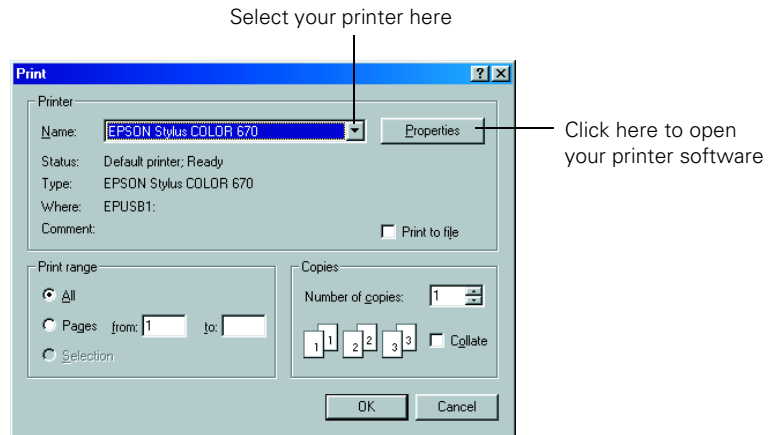 Select your printer here
Print
Printer
Name: EPSON Stylus COLOR 670 Properties
Click here to open
your printer software
Status: Default printer; Ready
Type: EPSON Stylus COLOR 670
Where: EPUSB1:
Comment: Print to file
Print range
All
Pages from: 1 to:
Selection
Copies
Number of copies: 1
1 1 2 2 3 3 Collate
OK Cancel